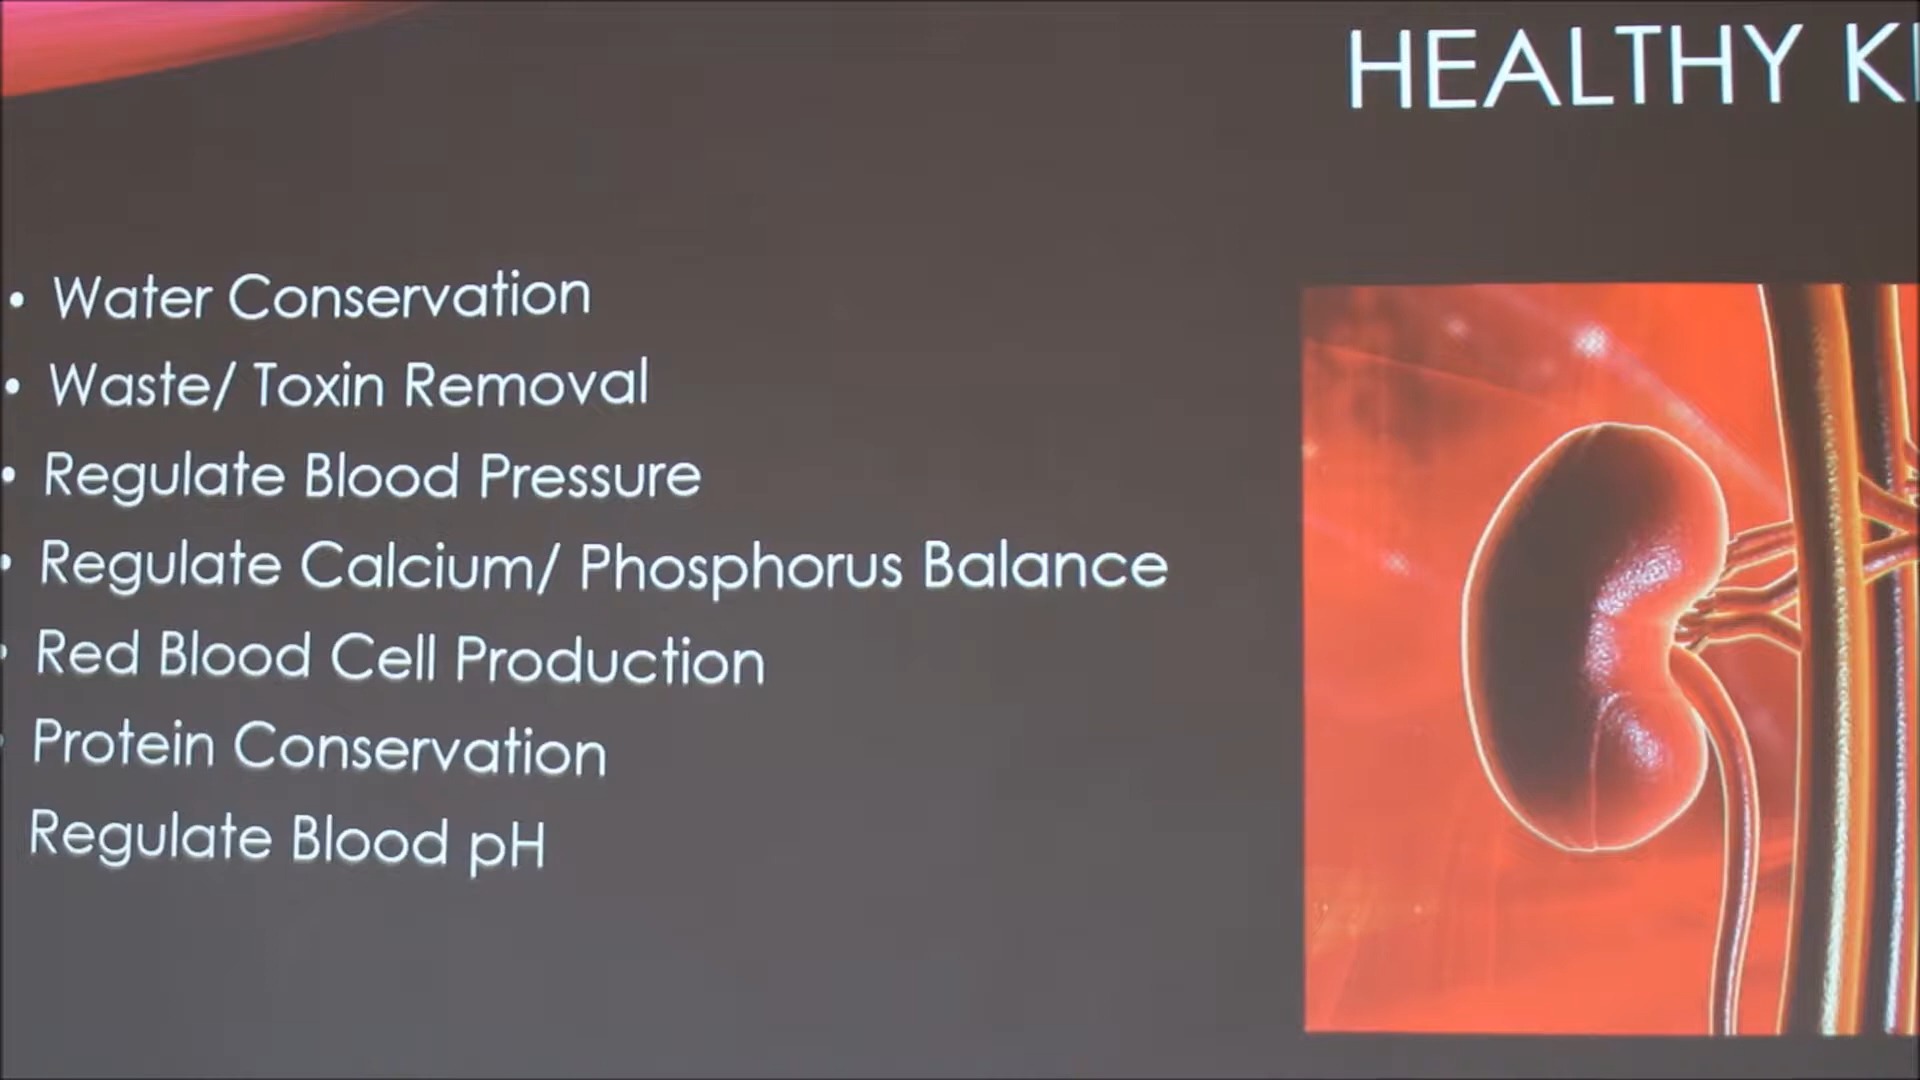 HEALTHY K
• Water Conservation
• Waste/ Toxin Removal
• Regulate Blood Pressure
• Regulate Calcium/ Phosphorus Balance
• Red Blood Cell Production
• Protein Conservation
Regulate Blood pH